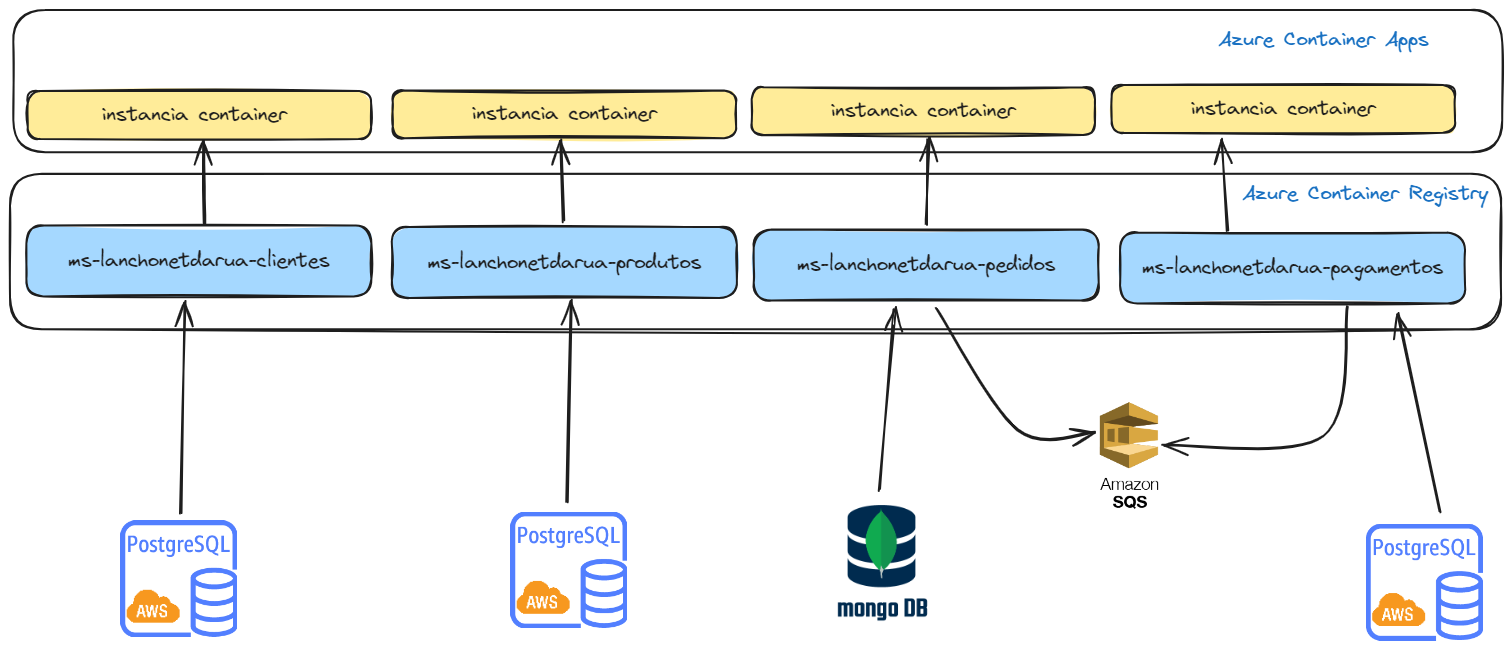 Azure Container Apps
instancia container
instancia container
instancia container
instancia container
Azure Container Registry
ms-lanchonetdarua-clientes
ms-lanchonetdarua-produtos
ms-lanchonetdarua-pedidos
ms-lanchonetdarua-pagamentos
Amazon
SQS
PostgreSQL
AWS
PostgreSQL
AWS
mongo DB
PostgreSQL
AWS